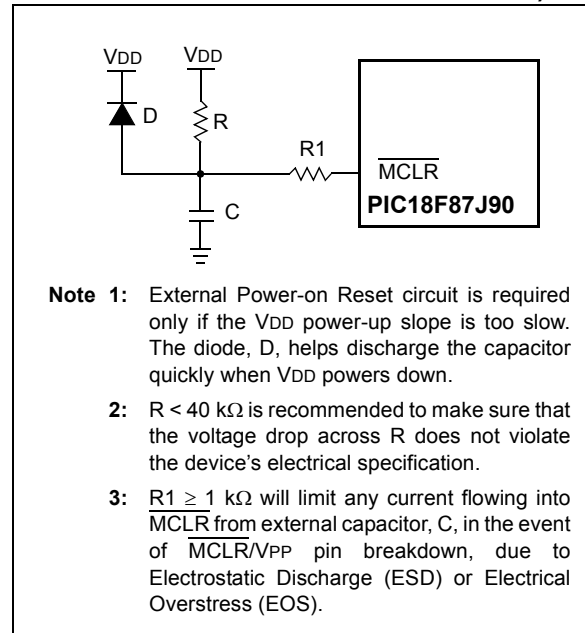 VDD VDD
D
R
R1
MCLR
PIC18F87J90
C
Note 1: External Power-on Reset circuit is required
only if the VDD power-up slope is too slow.
The diode, D, helps discharge the capacitor
quickly when VDD powers down.
2: R < 40 kΩ is recommended to make sure that
the voltage drop across R does not violate
the device’s electrical specification.
3: R1 ≥ 1 kΩ will limit any current flowing into
MCLR from external capacitor, C, in the event
of MCLR/VPP pin breakdown, due to
Electrostatic Discharge (ESD) or Electrical
Overstress (EOS).